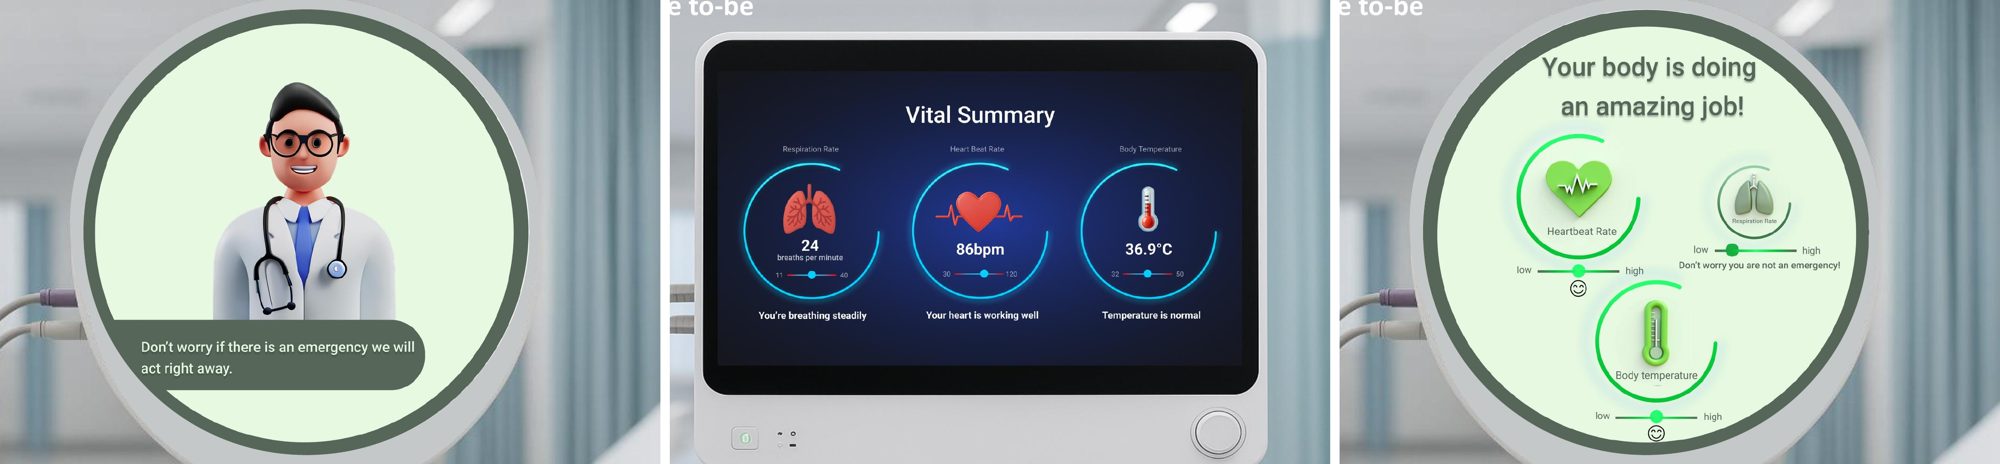 Don't worry if there is an emergency we will
act right away.
e to-be
Vital Summary
Respiration Rate
Heart Beat Rate
Body Temperature
24
breaths per minute
11
40
86bpm
30
120
36.9°C
32
50
You're breathing steadily
Your heart is working well
Temperature is normal
e to-be
Your body is doing
an amazing job!
Heartbeat Rate
low
high
Respiration Rate
low
high
Don't worry you are not an emergency!
Body temperature
low
high